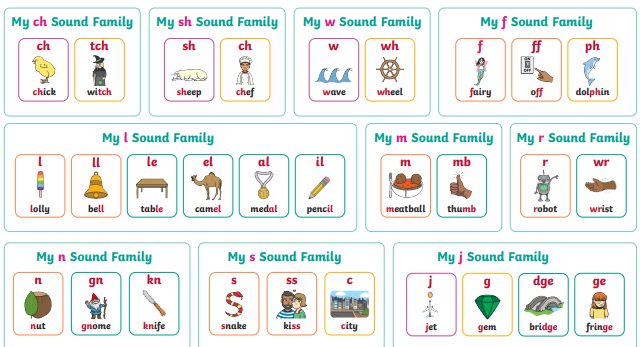 My ch Sound Family
ch tch
chick witch
My sh Sound Family
sh ch
sheep chef
My w Sound Family
w wh
wave wheel
My f Sound Family
f ff ph
ON
OFF
fairy off dolphin
My l Sound Family
l ll le el al il
lolly bell table camel medal pencil
My m Sound Family
m mb
meatball thumb
My r Sound Family
r wr
robot wrist
My n Sound Family
n gn kn
nut gnome knife
My s Sound Family
s ss c
snake kiss city
My j Sound Family
j g dge ge
jet gem bridge fringe